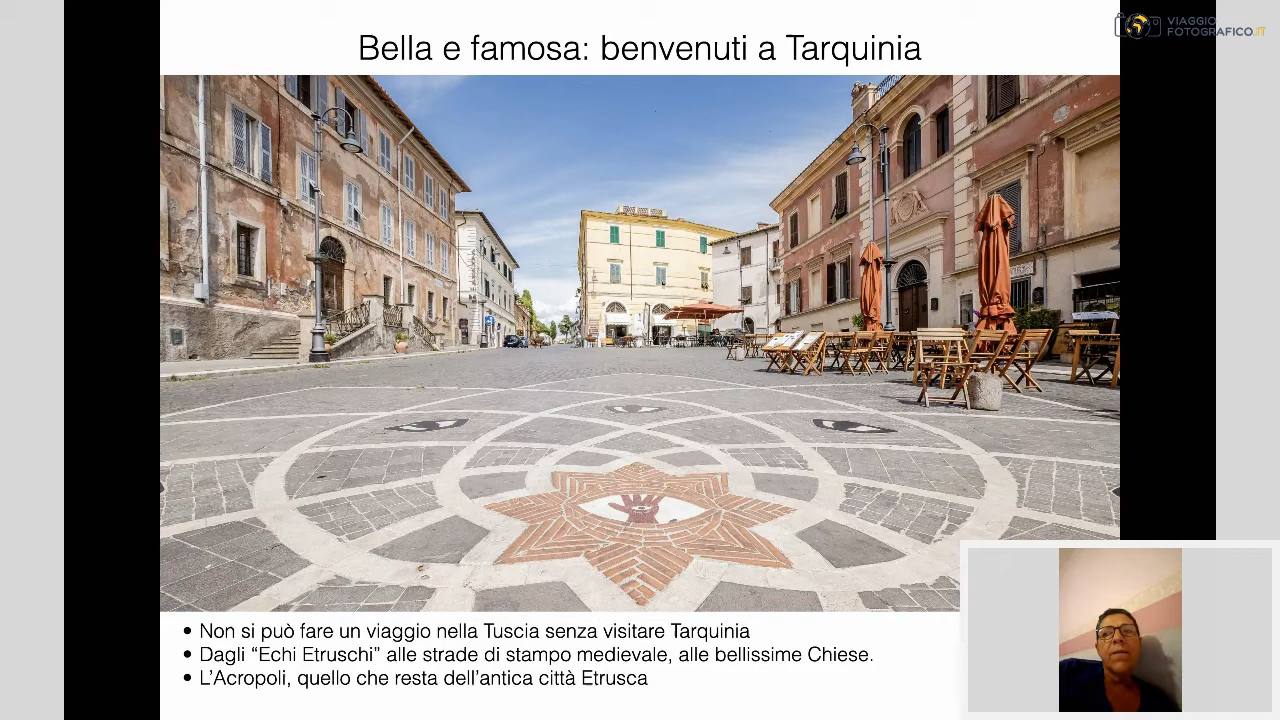 VIAGGIO
FOTOGRAFICO.IT
Bella e famosa: benvenuti a Tarquinia
• Non si può fare un viaggio nella Tuscia senza visitare Tarquinia
• Dagli “Echi Etruschi” alle strade di stampo medievale, alle bellissime Chiese.
• L’Acropoli, quello che resta dell’antica città Etrusca